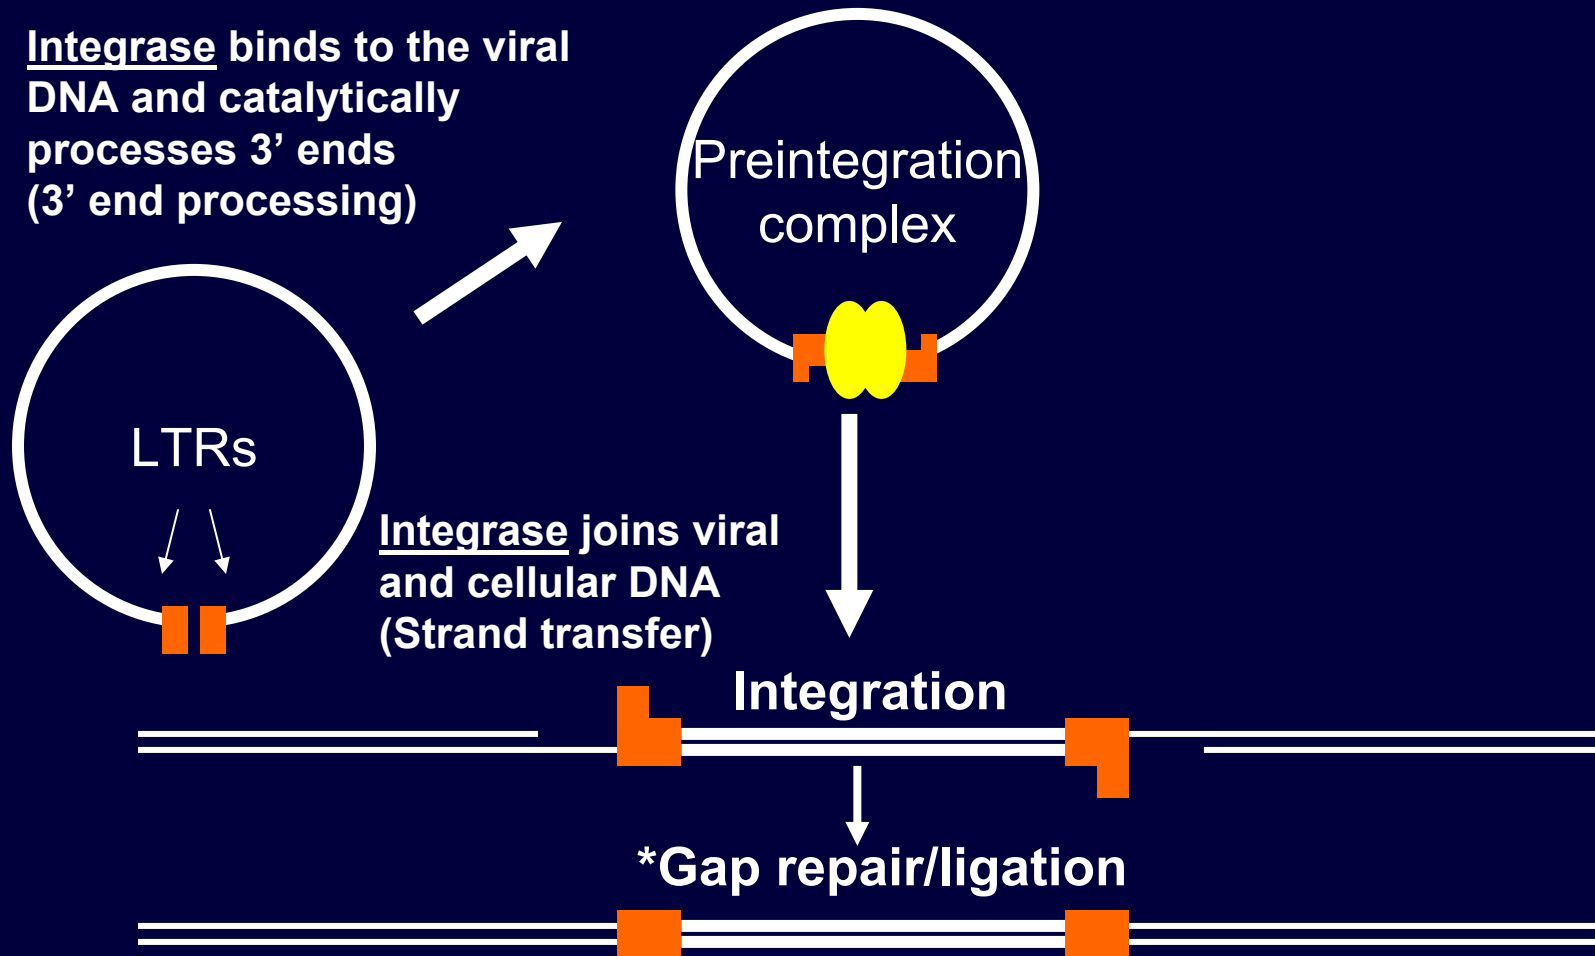 Integrase binds to the viral
DNA and catalytically
processes 3’ ends
(3’ end processing)
Preintegration
complex
LTRs
Integrase joins viral
and cellular DNA
(Strand transfer)
Integration
*Gap repair/ligation